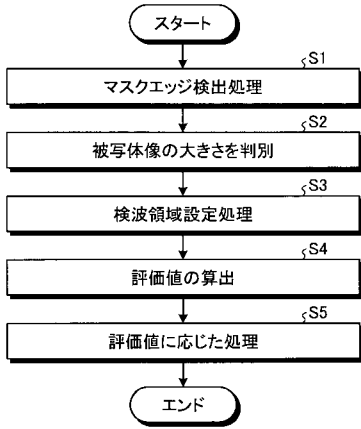 スタート
S1
マスクエッジ検出処理
S2
被写体像の大きさを判別
S3
検波領域設定処理
S4
評価値の算出
S5
評価値に応じた処理
エンド